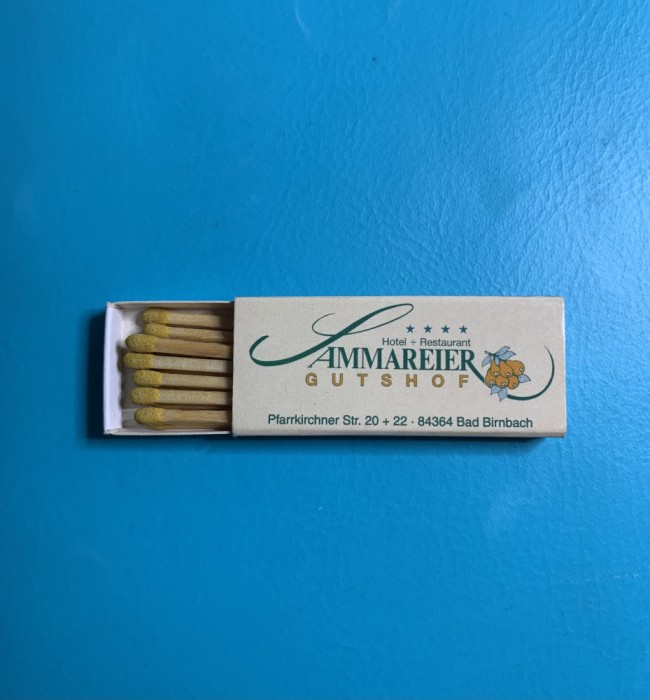 ★ ★ ★ ★
Hotel + Restaurant
SAMMAREIER
GUTSHOF
Pfarrkirchner Str. 20 + 22 · 84364 Bad Birnbach